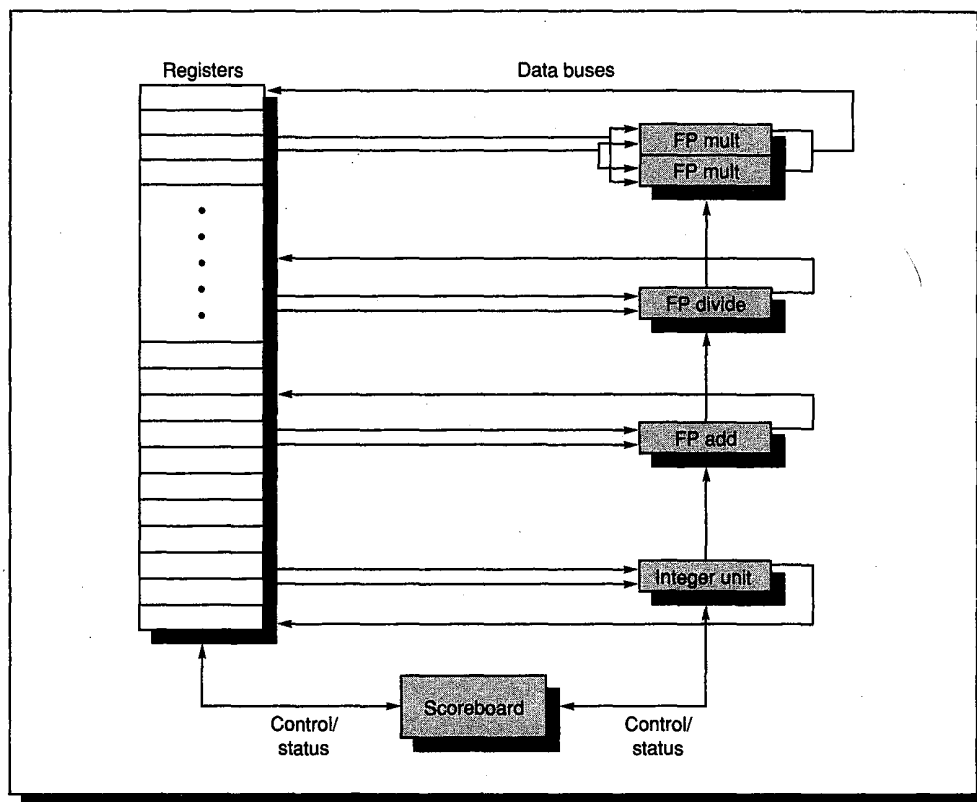 Registers
Data buses
FP mult
FP mult
FP divide
FP add
Integer unit
Scoreboard
Control/
status
Control/
status